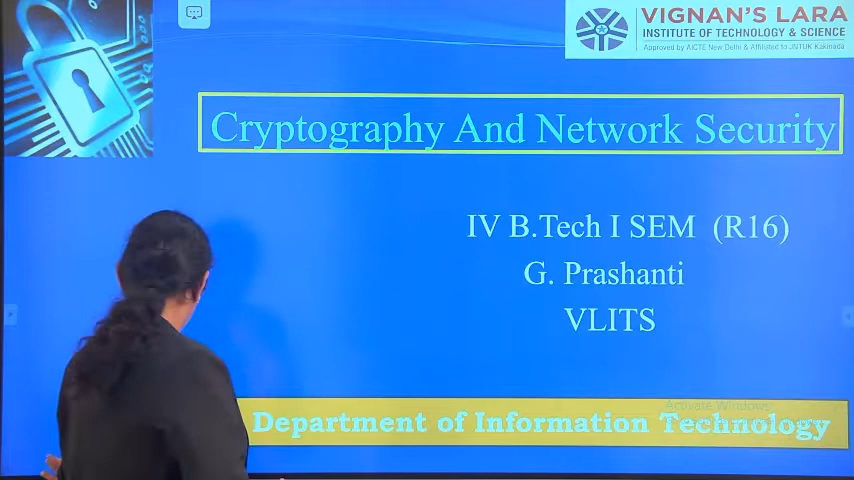 VIGNAN'S LARA
INSTITUTE OF TECHNOLOGY & SCIENCE
Approved by AICTE New Delhi & Affiliated to JNTUK Kakinada
Cryptography And Network Security
IV B.Tech I SEM (R16)
G. Prashanti
VLITS
Activate Windows
Department of Information Technology